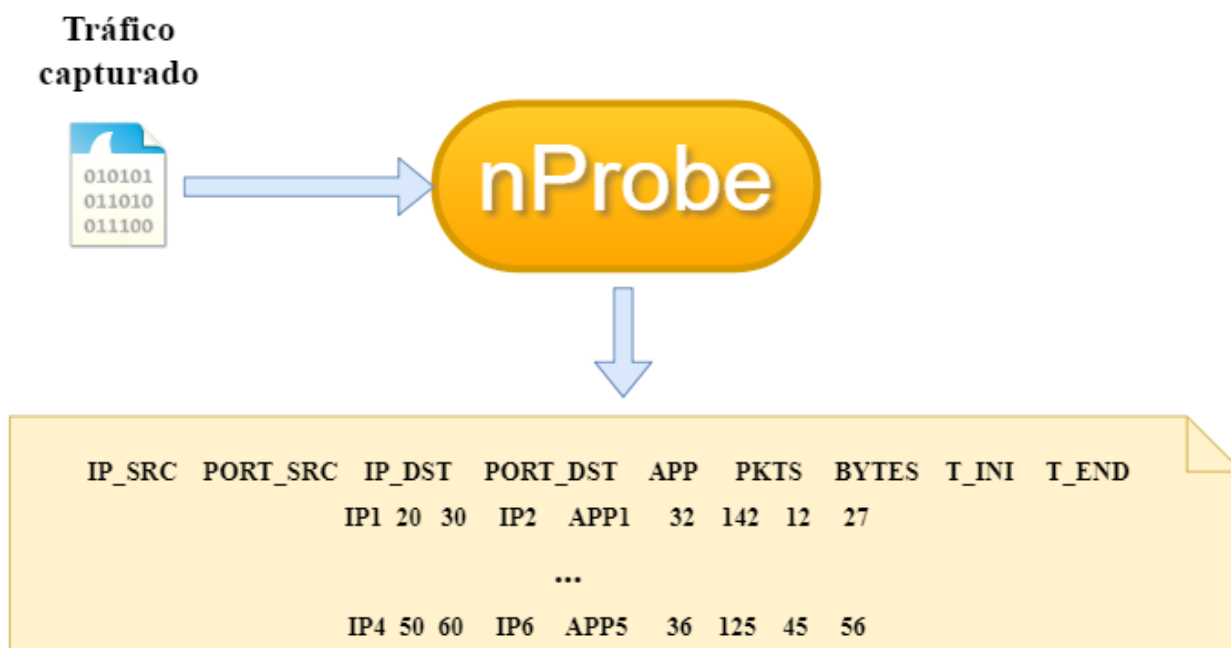 Tráfico
capturado
010101
011010
011100
nProbe
IP_SRC PORT_SRC IP_DST PORT_DST APP PKTS BYTES T_INI T_END
IP1 20 30 IP2 APP1 32 142 12 27
...
IP4 50 60 IP6 APP5 36 125 45 56